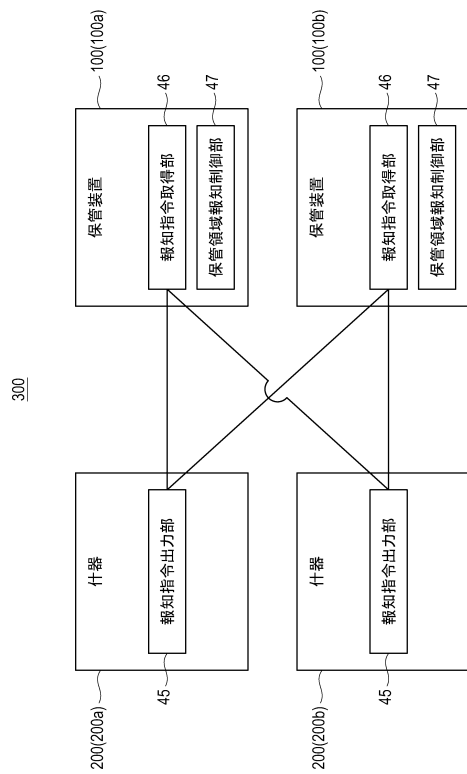 300
200(200a)
什器
報知指令出力部
45
100(100a)
保管装置
報知指令取得部
46
保管領域報知制御部
47
200(200b)
什器
報知指令出力部
45
100(100b)
保管装置
報知指令取得部
46
保管領域報知制御部
47